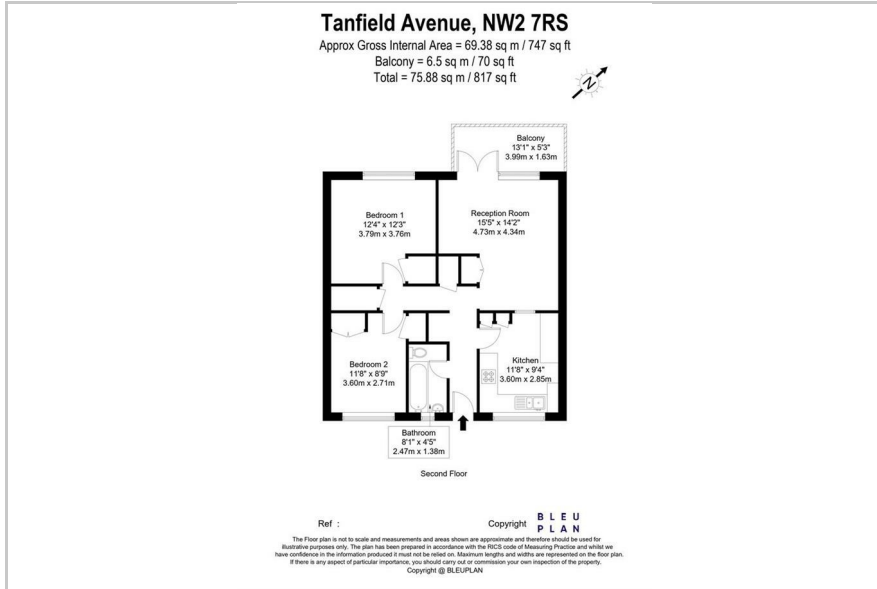 Tanfield Avenue, NW2 7RS
Approx Gross Internal Area = 69.38 sq m / 747 sq ft
Balcony = 6.5 sq m / 70 sq ft
Total = 75.88 sq m / 817 sq ft
N
Balcony
13'1" x 5'3"
3.99m x 1.63m
Bedroom 1
12'4" x 12'3"
3.79m x 3.76m
Reception Room
15'5" x 14'2"
4.73m x 4.34m
Bedroom 2
11'8" x 8'9"
3.60m x 2.71m
Kitchen
11'8" x 9'4"
3.60m x 2.85m
Bathroom
8'1" x 4'5"
2.47m x 1.38m
Second Floor
Ref :
Copyright
BLEU
PLAN
The Floor plan is not to scale and measurements and areas shown are approximate and therefore should be used for
illustrative purposes only. The plan has been prepared in accordance with the RICS code of Measuring Practice and whilst we
have confidence in the information produced it must not be relied on. Maximum lengths and widths are represented on the floor plan.
If there is any aspect of particular importance, you should carry out or commission your own inspection of the property.
Copyright @ BLEUPLAN